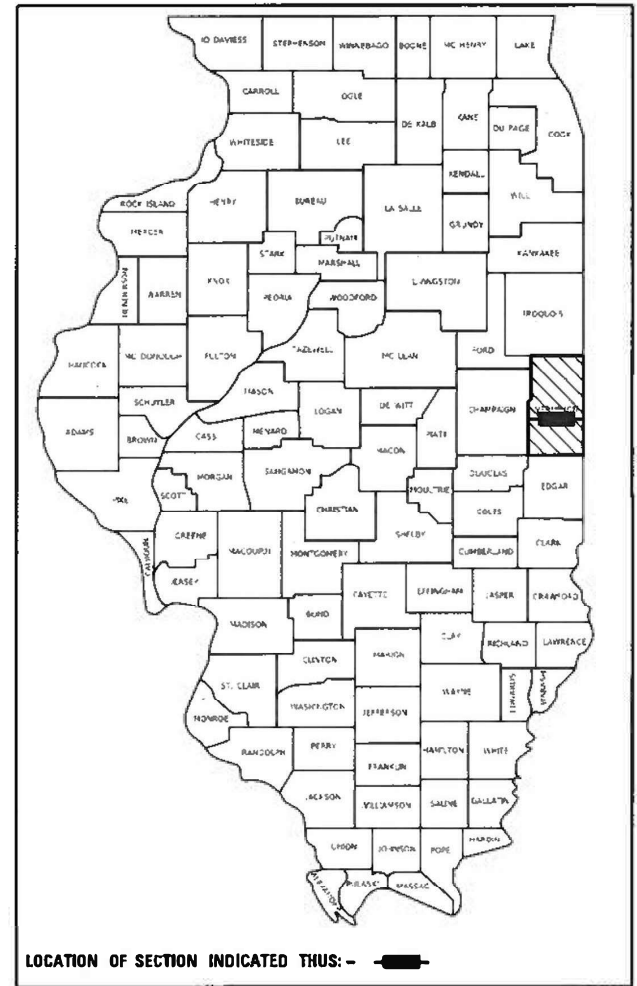 JO DAVIESS STEPHENSON WINNEBAGO BOONE MC HENRY LAKE
CARROLL OGLE DE KALB KANE DU PAGE COOK
WHITESIDE LEE
KENDALL
ROCK ISLAND HENRY BUREAU LA SALLE WILL
MERCER PUTNAM GRUNDY
STARK MARSHALL KANKAKEE
HENDERSON WARREN KNOX PEORIA WOODFORD LIVINGSTON
IROQUOIS
HANCOCK MC DONOUGH FULTON TAZEWELL MC LEAN FORD
MASON
SCHUYLER LOGAN DE WITT CHAMPAIGN
ADAMS BROWN CASS MENARD PIATT
MACON
MORGAN SANGAMON DOUGLAS EDGAR
PIKE SCOTT MOULTRIE
CHRISTIAN COLES
GREENE SHELBY
CALHOUN MACOUPIN MONTGOMERY CUMBERLAND CLARK
JERSEY FAYETTE EFFINGHAM JASPER CRAWFORD
MADISON BOND
CLAY RICHLAND LAWRENCE
CLINTON MARION
ST. CLAIR WAYNE EDWARDS WABASH
WASHINGTON JEFFERSON
MONROE
RANDOLPH PERRY HAMILTON WHITE
FRANKLIN
JACKSON WILLIAMSON SALINE GALLATIN
UNION JOHNSON POPE HARDIN
PULASKI MASSAC
LOCATION OF SECTION INDICATED THUS: -